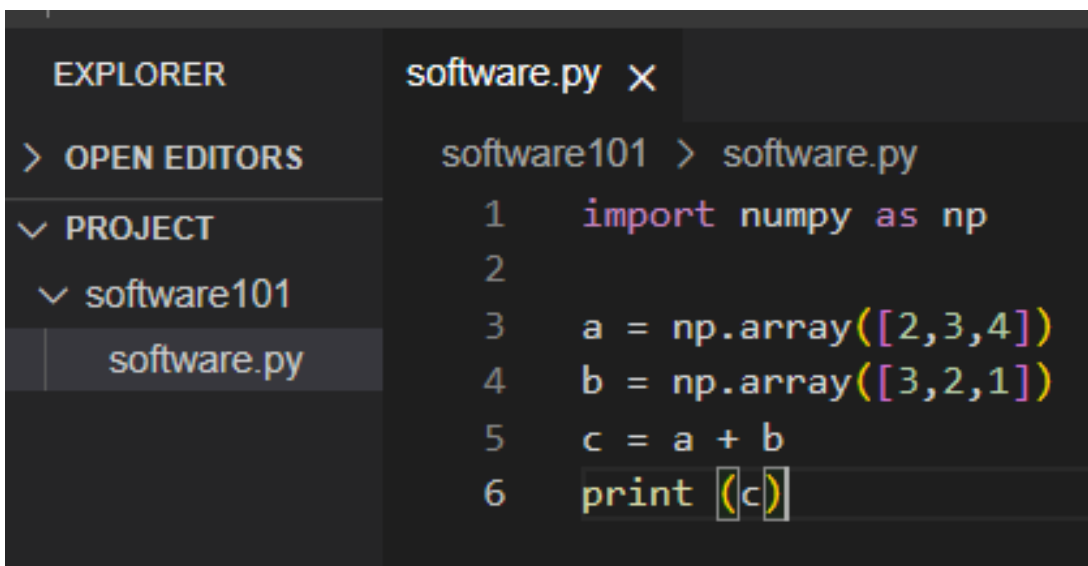 EXPLORER
OPEN EDITORS
PROJECT
software101
software.py
software.py ×
software101 > software.py
1 import numpy as np
2
3 a = np.array([2,3,4])
4 b = np.array([3,2,1])
5 c = a + b
6 print (c)